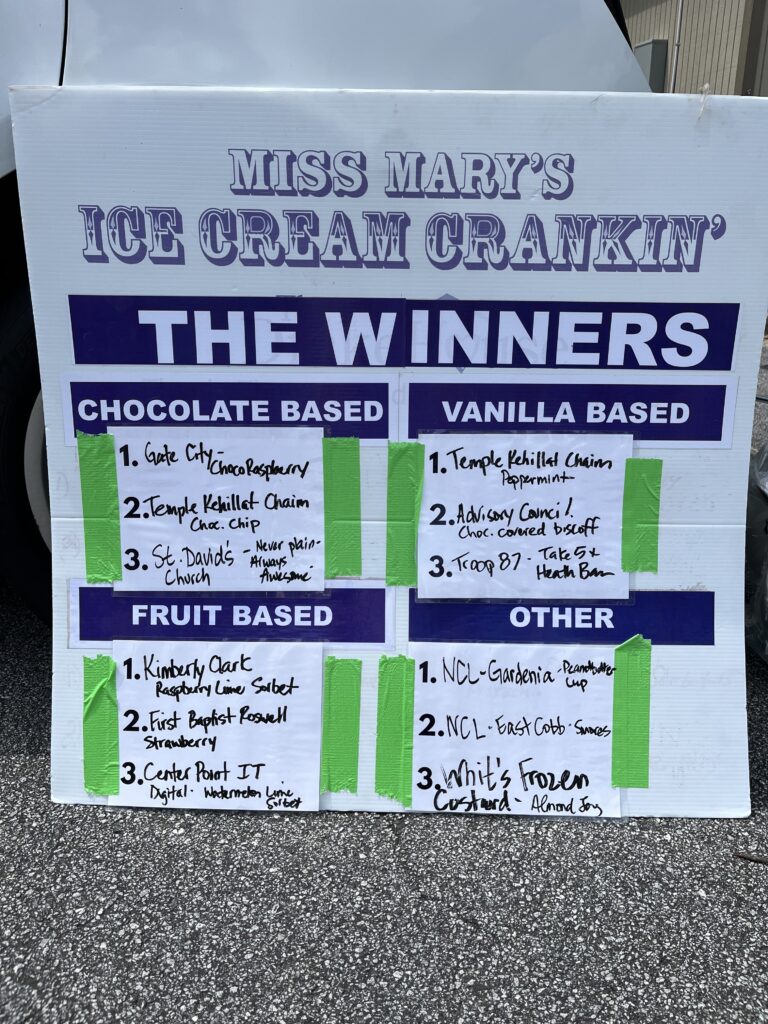 MISS MARY'S
ICE CREAM CRANKIN'
THE WINNERS
CHOCOLATE BASED
1. Gate City -
ChocoRaspberry
2. Temple Kehillat Chaim
Choc. chip
3. St. David's - Never plain-
Church Always
Awesome
VANILLA BASED
1. Temple Kehillat Chaim
Peppermint
2. Advisory Council
Choc. covered biscoff
3. Troop 87 - Take 5 +
Heath Bar
FRUIT BASED
1. Kimberly Clark
Raspberry Lime Sorbet
2. First Baptist Roswell
Strawberry
3. Center Point IT
Digital - Watermelon Lime
Sorbet
OTHER
1. NCL-Gardenia - Peanutbutter
cup
2. NCL - East Cobb - Smores
3. Whit's Frozen
Custard - Almond Joy